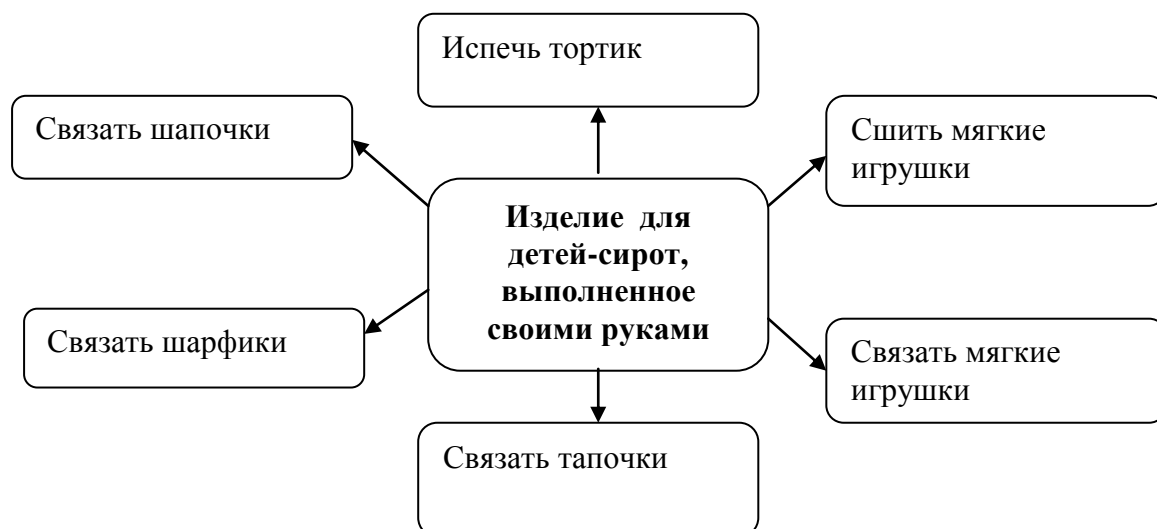 Испечь тортик
Связать шапочки
Сшить мягкие
игрушки
Изделие для
детей-сирот,
выполненное
своими руками
Связать шарфики
Связать мягкие
игрушки
Связать тапочки